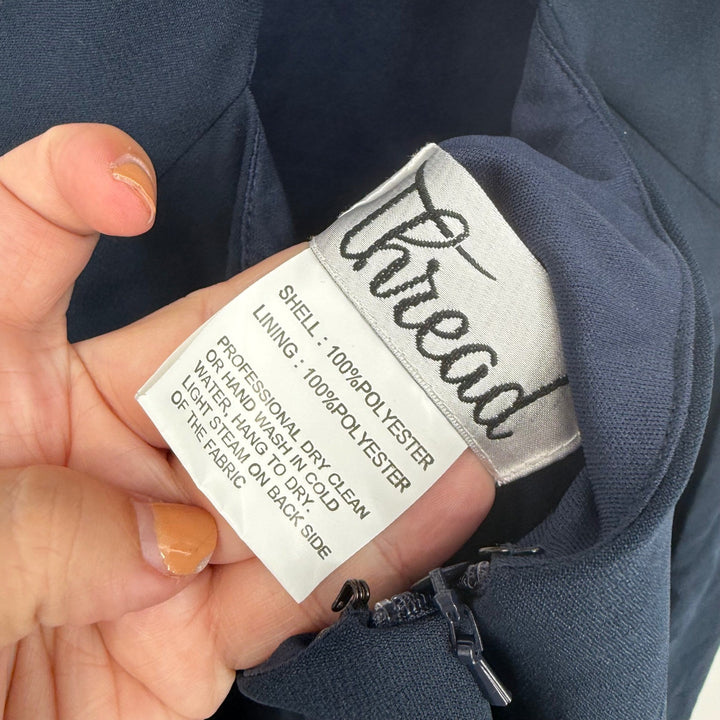 Thread
SHELL : 100%POLYESTER
LINING : 100%POLYESTER
PROFESSIONAL DRY CLEAN
OR HAND WASH IN COLD
WATER, HANG TO DRY.
LIGHT STEAM ON BACK SIDE
OF THE FABRIC